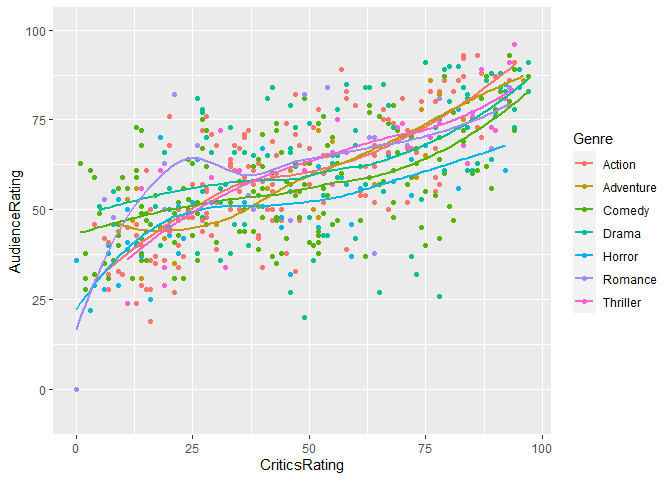 100
75
50
25
0
0
25
50
75
100
CriticsRating
AudienceRating
Genre
Action
Adventure
Comedy
Drama
Horror
Romance
Thriller